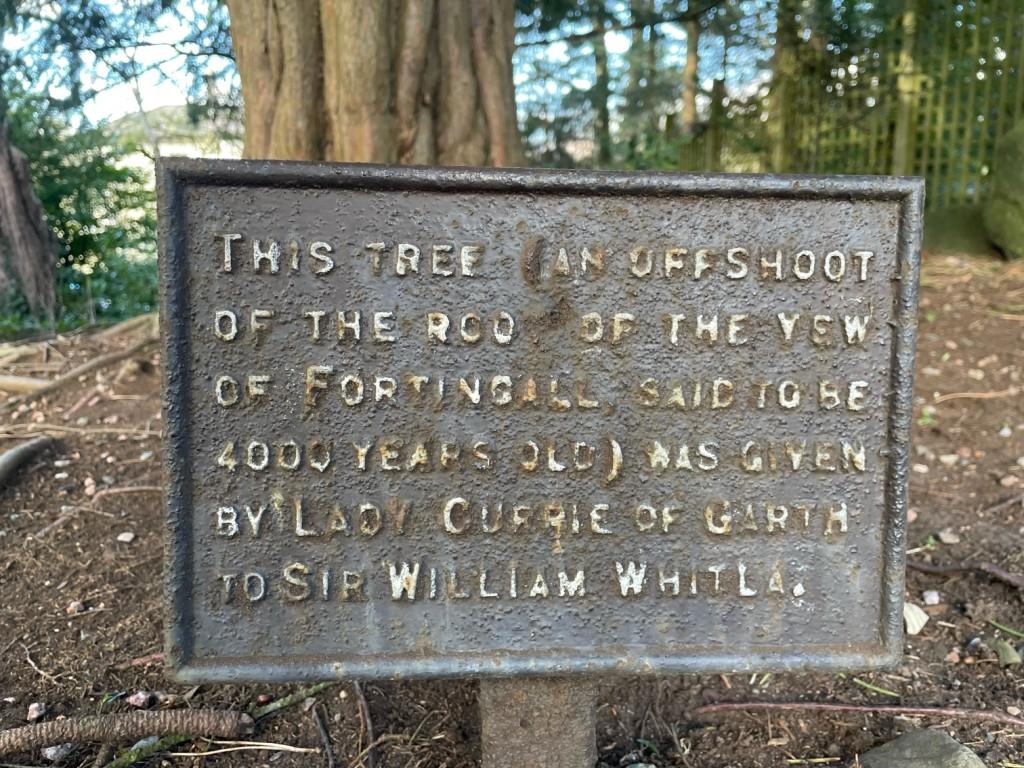 THIS TREE (AN OFFSHOOT
OF THE ROOT OF THE YEW
OF FORTINGALL, SAID TO BE
4000 YEARS OLD) WAS GIVEN
BY LADY CURRIE OF GARTH
TO SIR WILLIAM WHITLA.